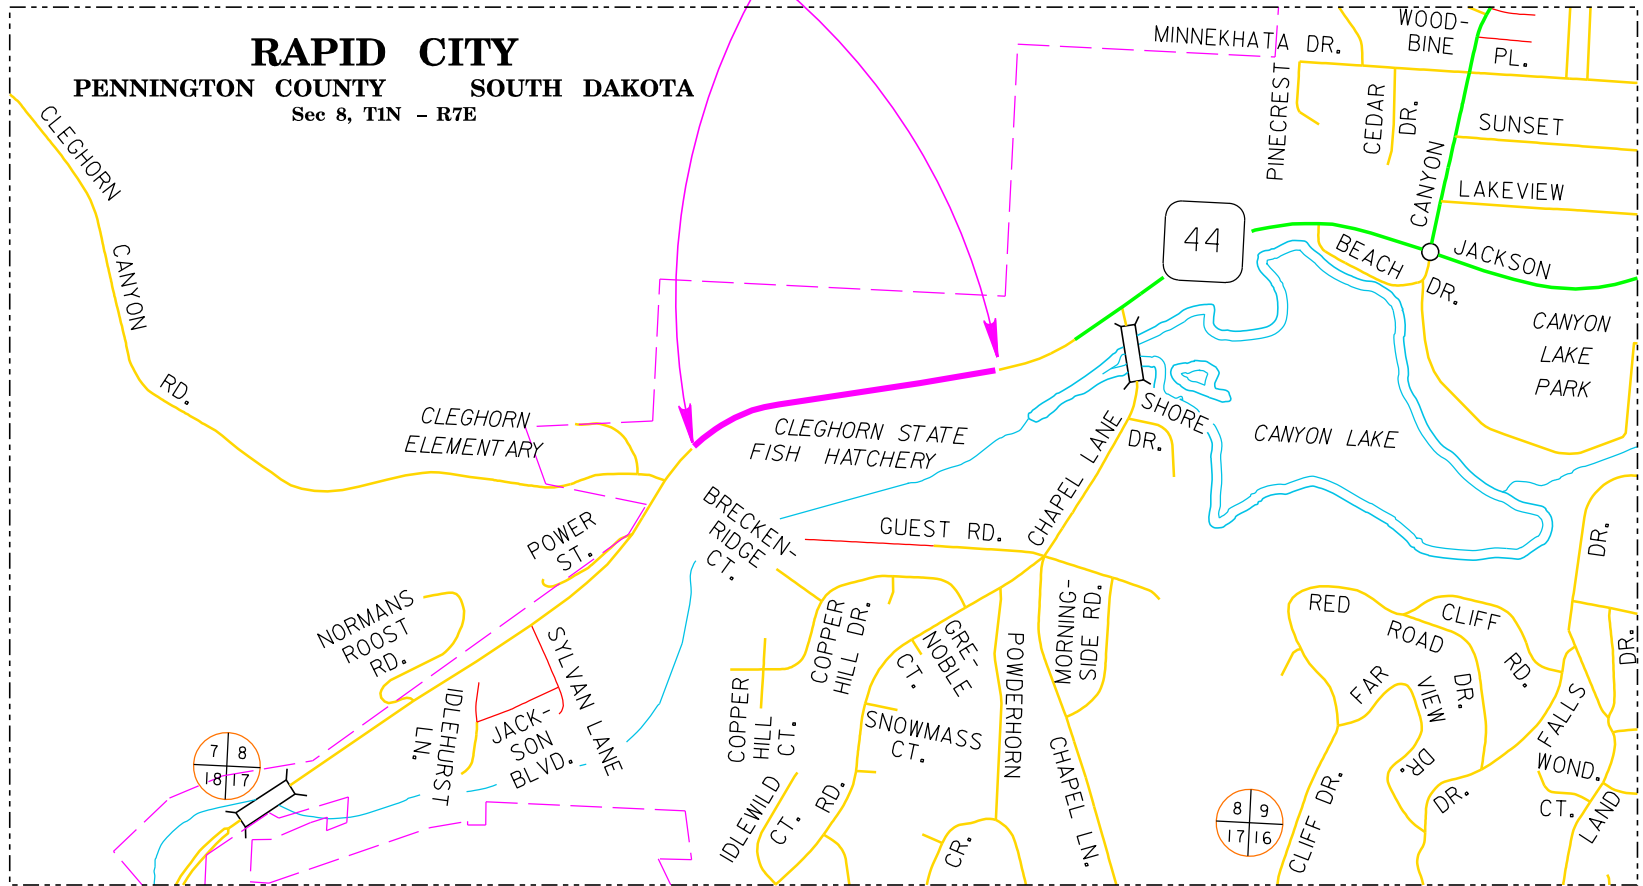 RAPID CITY
PENNINGTON COUNTY SOUTH DAKOTA
Sec 8, T1N – R7E
CLEGHORN
CANYON
RD.
CLEGHORN
ELEMENTARY
CLEGHORN STATE
FISH HATCHERY
MINNEKHATA DR.
WOOD-
BINE
PL.
PINECREST
CEDAR
DR.
SUNSET
CANYON
LAKEVIEW
44
BEACH
DR.
JACKSON
CANYON
LAKE
PARK
CANYON LAKE
SHORE
DR.
CHAPEL LANE
GUEST RD.
BRECKEN-
RIDGE
CT.
POWER
ST.
NORMANS
ROOST
RD.
SYLVAN LANE
IDLEHURST
LN.
JACK-
SON
BLVD.
7 8
18 17
COPPER
HILL DR.
COPPER
HILL
CT.
GRE-
NOBLE
CT.
SNOWMASS
CT.
POWDERHORN
MORNING-
SIDE RD.
CHAPEL LN.
IDLEWILD
CT.
RD.
CR.
8 9
17 16
RED
ROAD
DR.
CLIFF
RD.
FAR
VIEW
DR.
CLIFF DR.
DR.
FALLS
WOND.
CT.
LAND
DR.
DR.